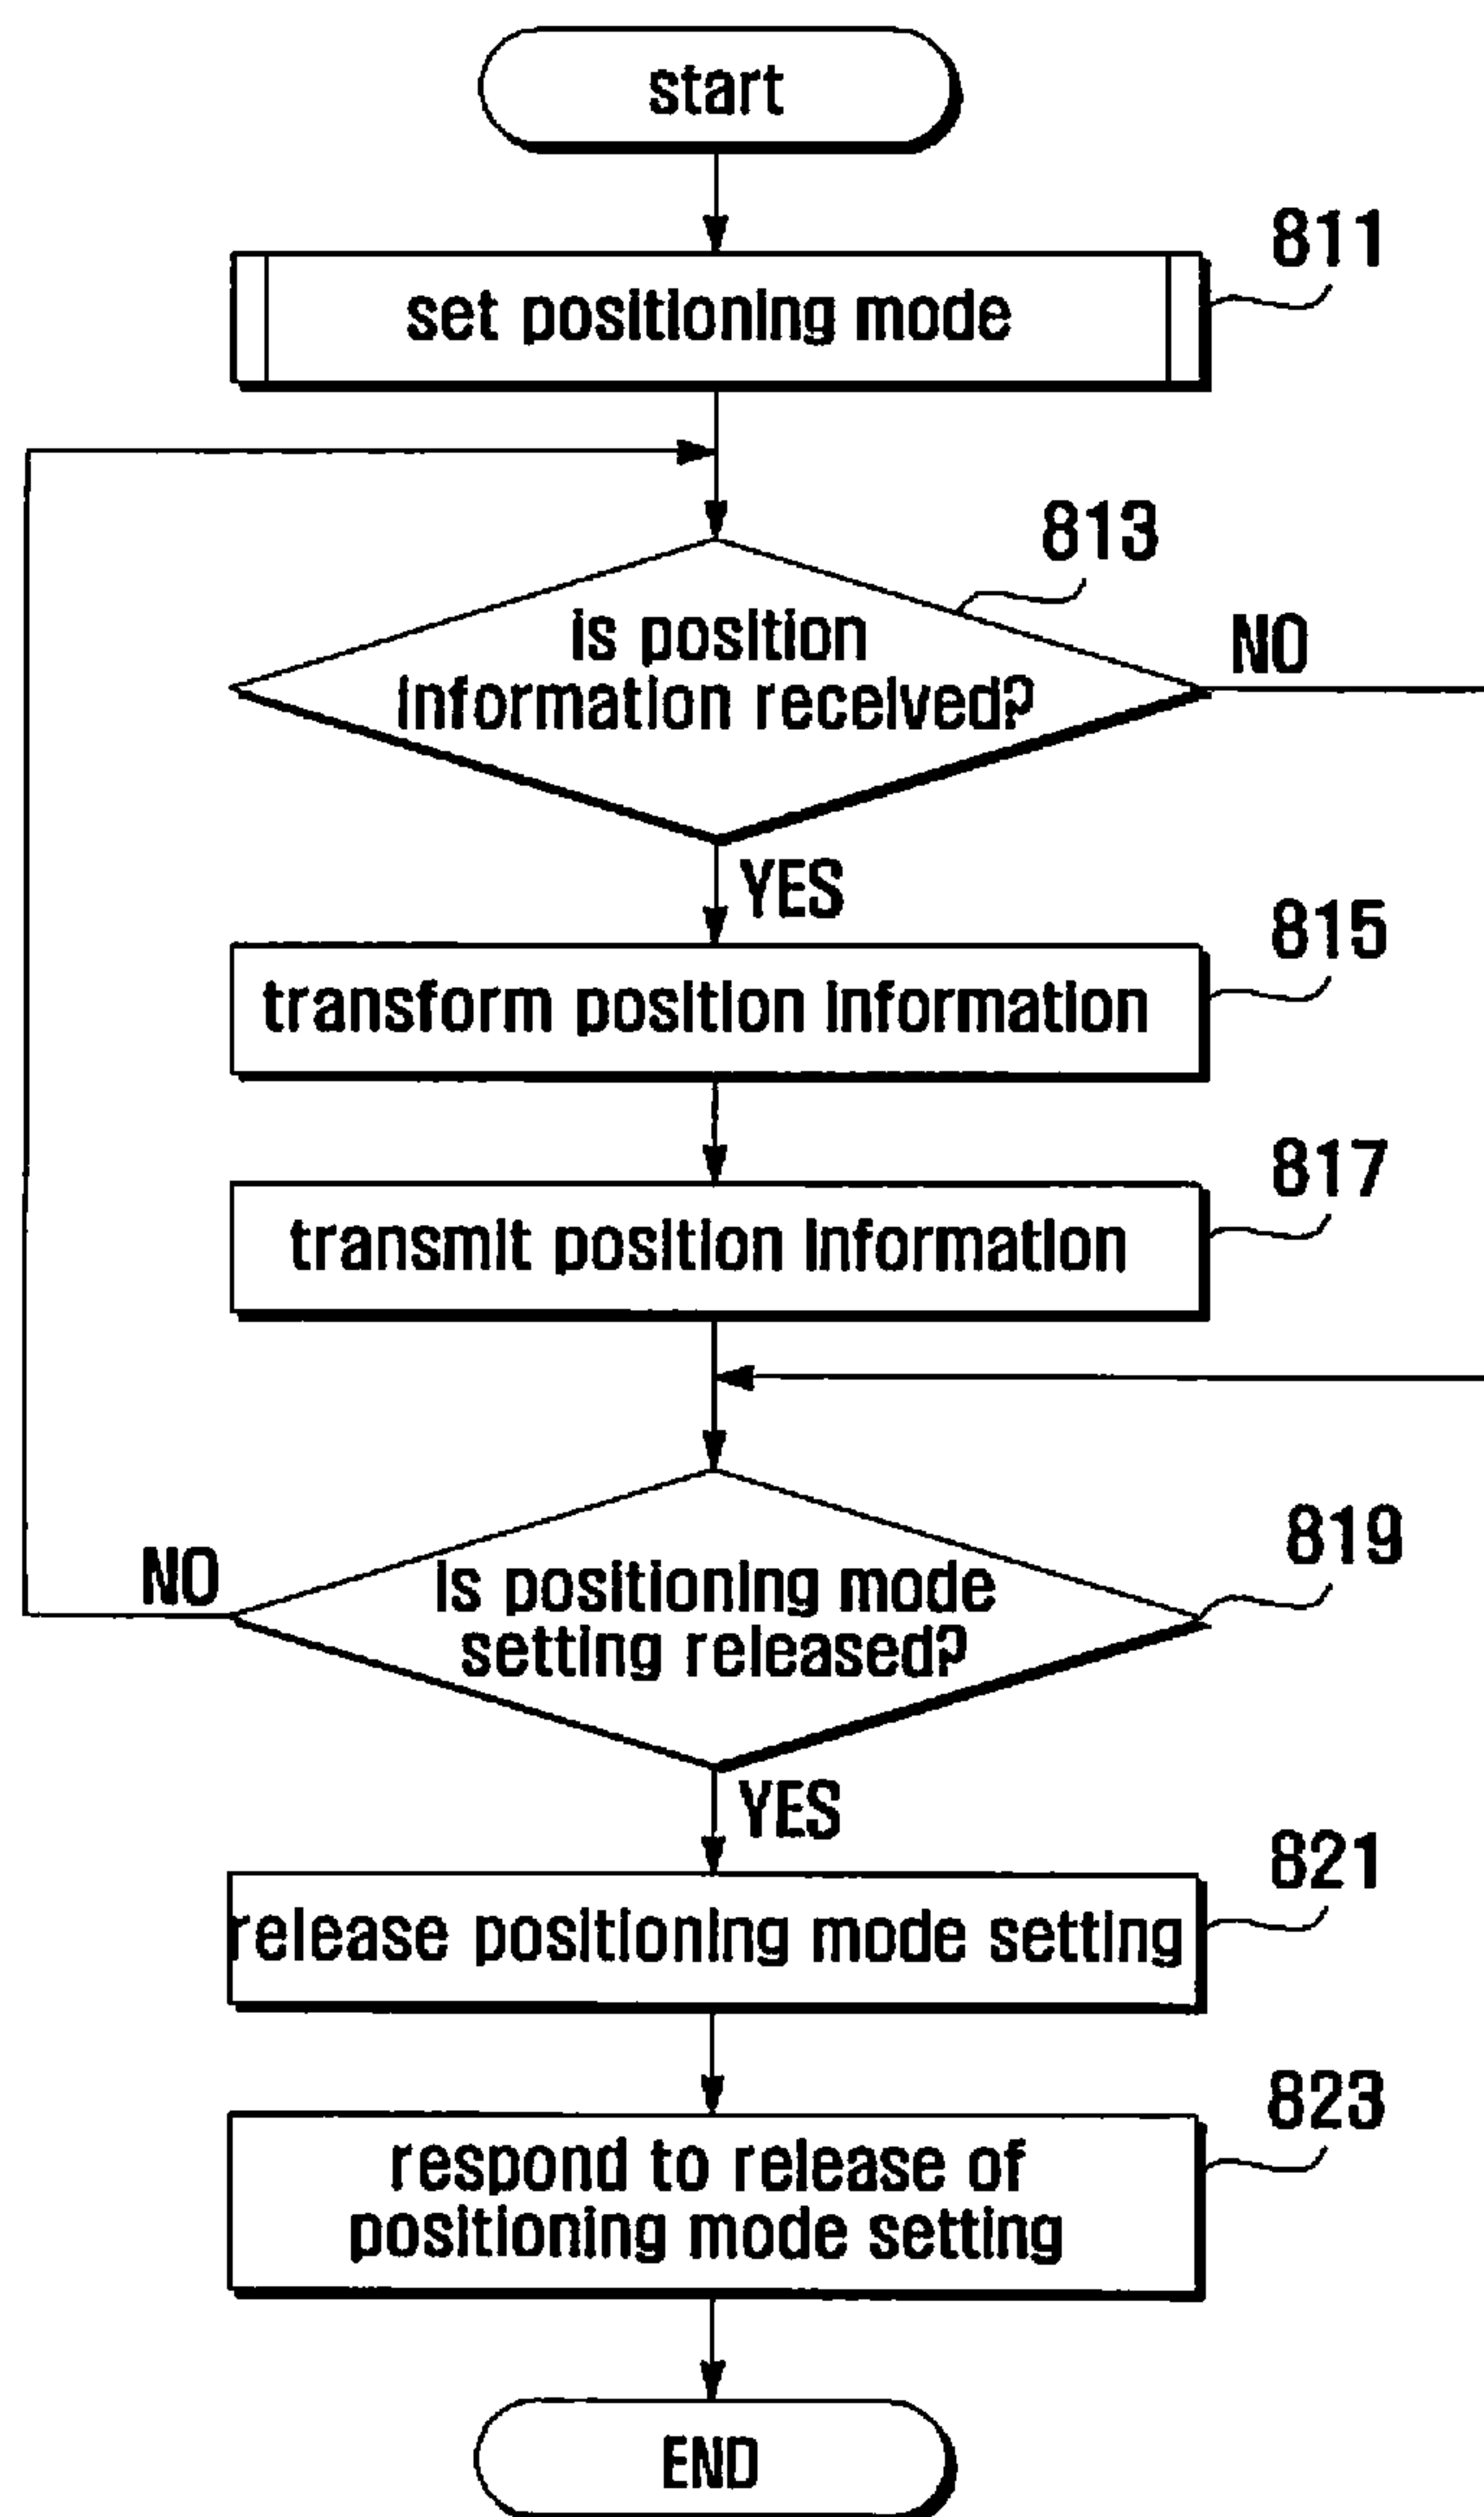 start
811
set positioning mode
813
is position
information received?
NO
YES
815
transform position information
817
transmit position information
819
NO
is positioning mode
setting released?
YES
821
release positioning mode setting
823
respond to release of
positioning mode setting
END